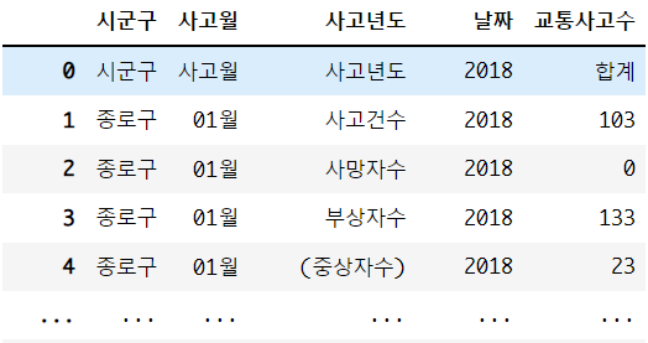 시군구 사고월 사고년도 날짜 교통사고수
0 시군구 사고월 사고년도 2018 합계
1 종로구 01월 사고건수 2018 103
2 종로구 01월 사망자수 2018 0
3 종로구 01월 부상자수 2018 133
4 종로구 01월 (중상자수) 2018 23
... ... ... ... ... ...